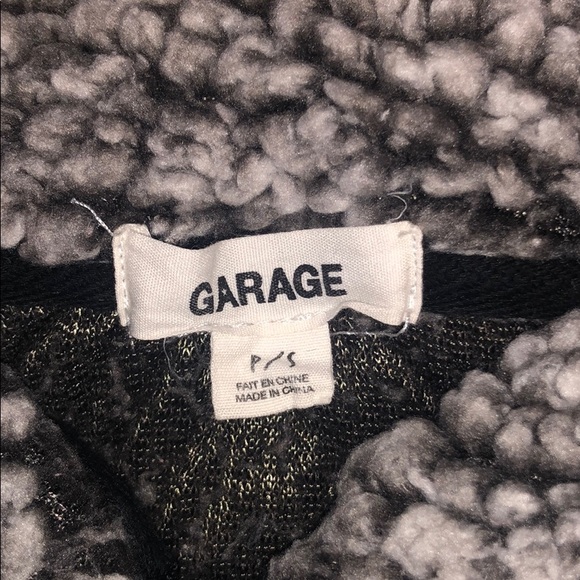 GARAGE
P/S
FAIT EN CHINE
MADE IN CHINA